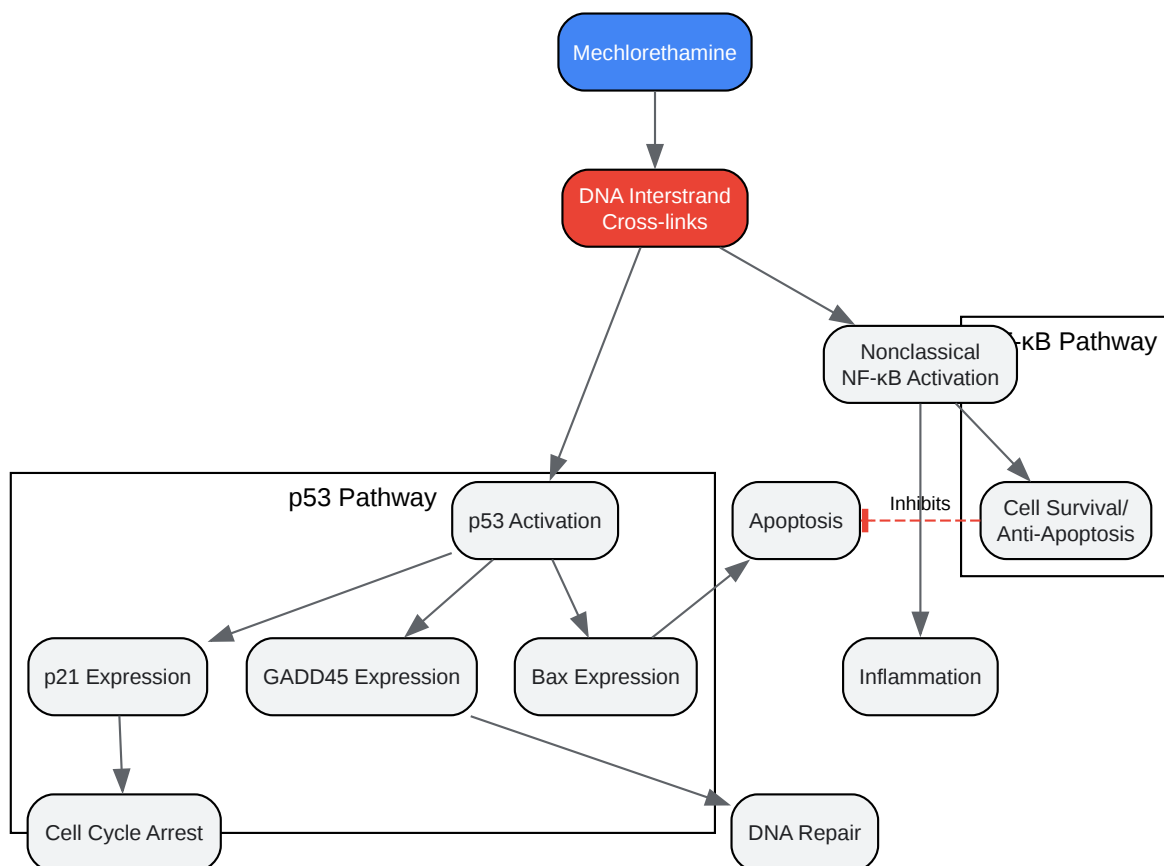 Mechlorethamine
DNA Interstrand
Cross-links
Nonclassical
NF-κB Activation
-κB Pathway
p53 Pathway
p53 Activation
Apoptosis
Inhibits
Cell Survival/
Anti-Apoptosis
p21 Expression
GADD45 Expression
Bax Expression
Inflammation
Cell Cycle Arrest
DNA Repair